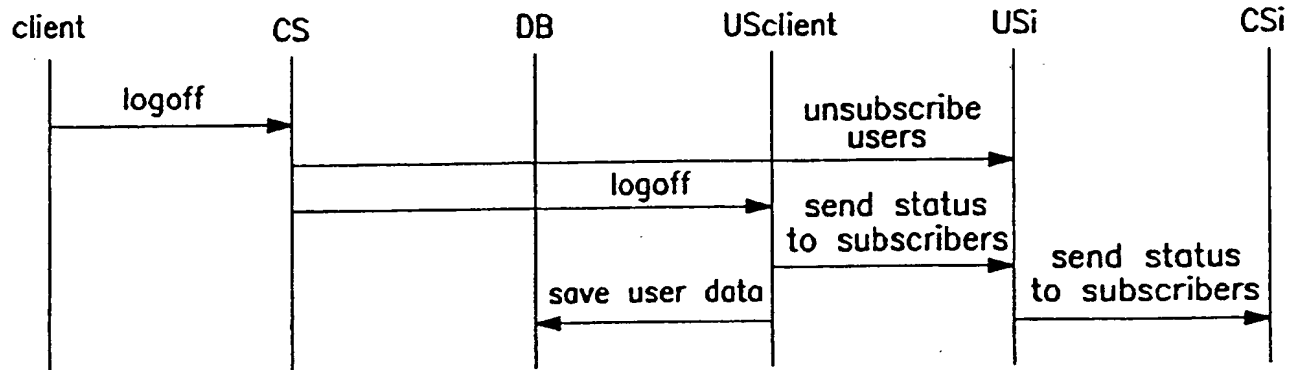 client
CS
DB
USclient
USi
CSi
logoff
unsubscribe
users
logoff
send status
to subscribers
send status
to subscribers
save user data